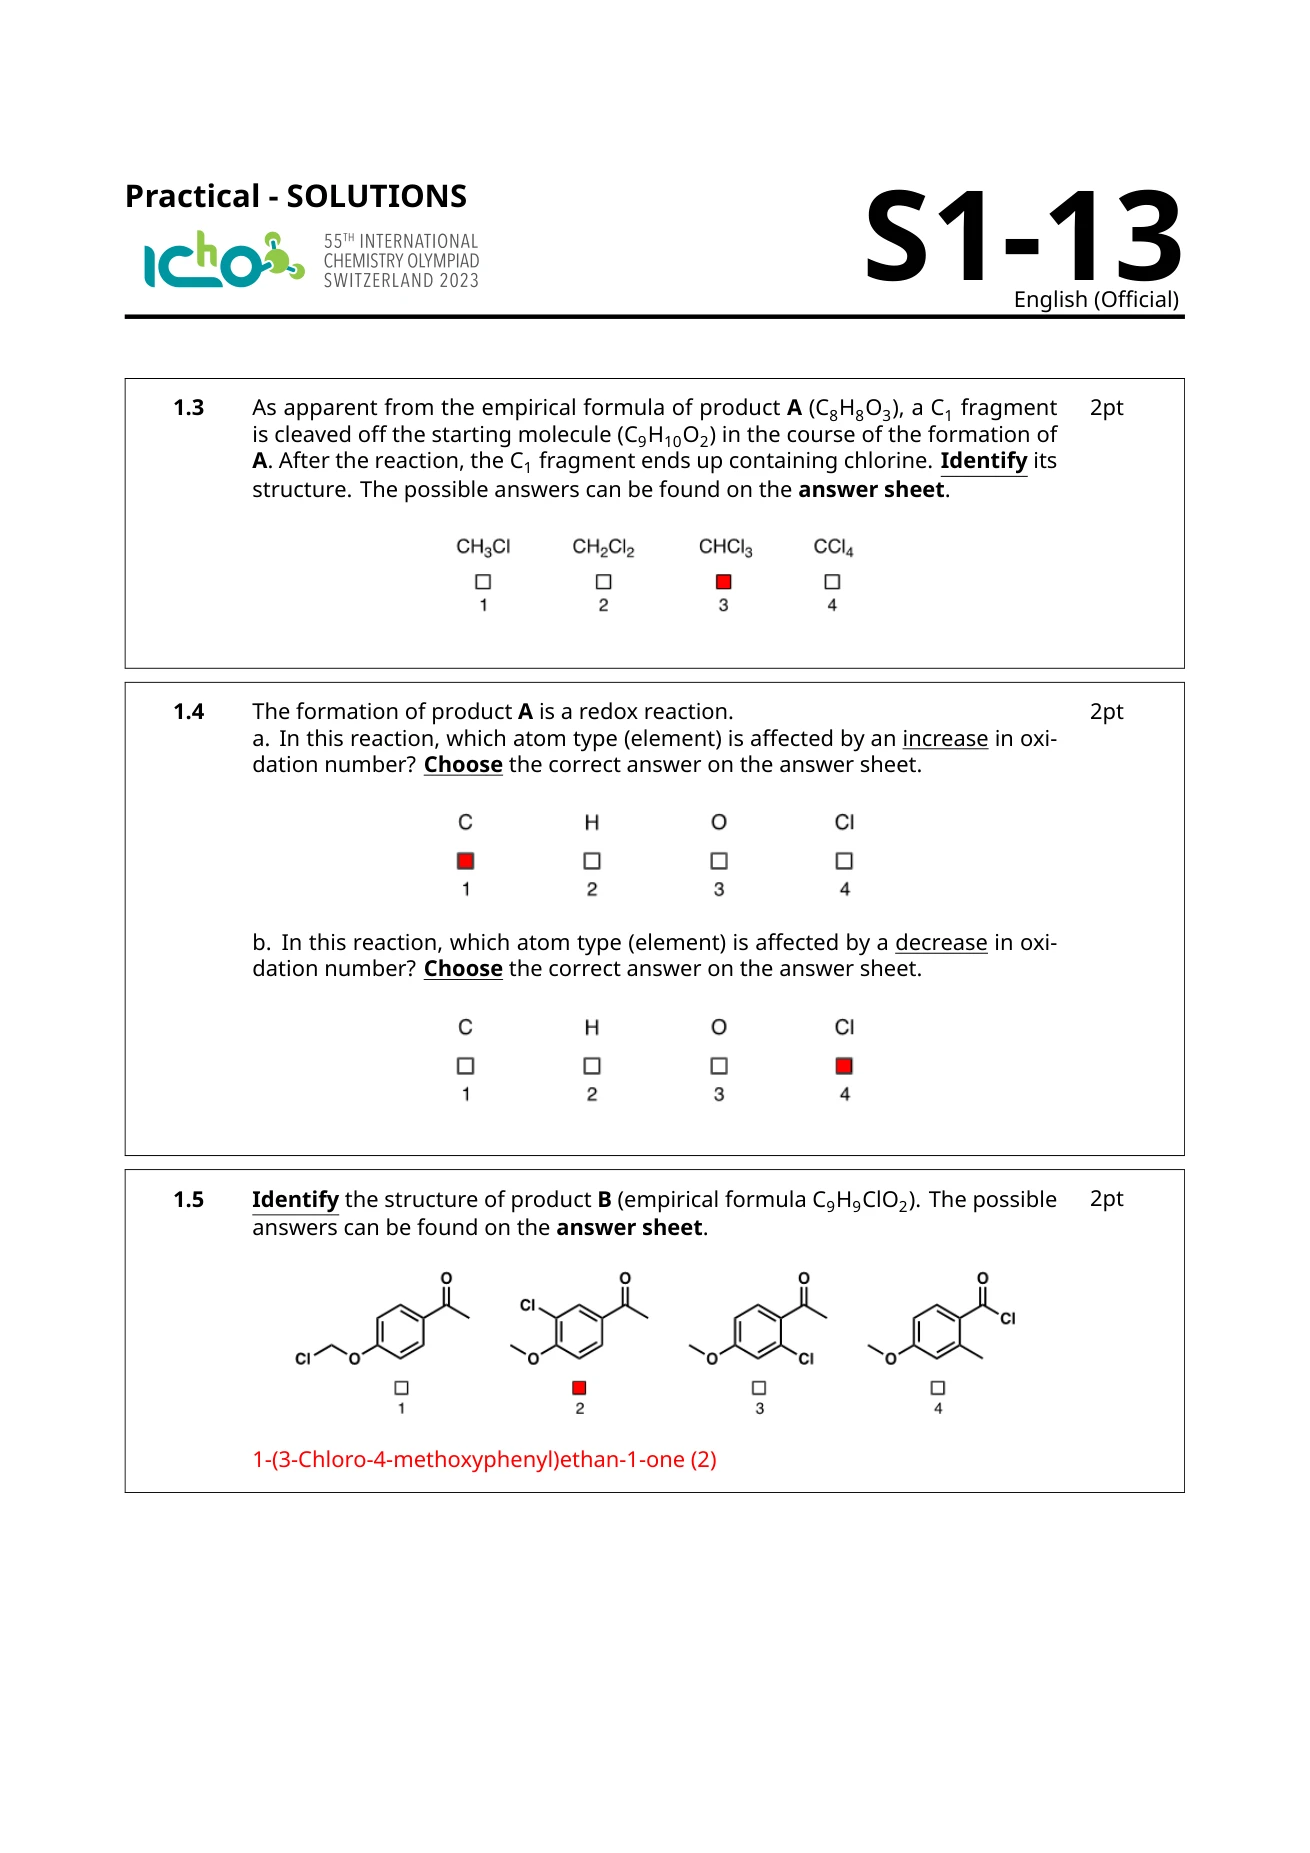 Practical - SOLUTIONS
S1-13
IChO
55TH INTERNATIONAL
CHEMISTRY OLYMPIAD
SWITZERLAND 2023
English (Official)
1.3 As apparent from the empirical formula of product A (C8H8O3), a C1 fragment 2pt
is cleaved off the starting molecule (C9H10O2) in the course of the formation of
A. After the reaction, the C1 fragment ends up containing chlorine. Identify its
structure. The possible answers can be found on the answer sheet.
CH3Cl CH2Cl2 CHCl3 CCl4
1 2 3 4
1.4 The formation of product A is a redox reaction. 2pt
a. In this reaction, which atom type (element) is affected by an increase in oxi-
dation number? Choose the correct answer on the answer sheet.
C H O Cl
1 2 3 4
b. In this reaction, which atom type (element) is affected by a decrease in oxi-
dation number? Choose the correct answer on the answer sheet.
C H O Cl
1 2 3 4
1.5 Identify the structure of product B (empirical formula C9H9ClO2). The possible 2pt
answers can be found on the answer sheet.
O O O O
Cl Cl
Cl O O Cl O O
1 2 3 4
1-(3-Chloro-4-methoxyphenyl)ethan-1-one (2)